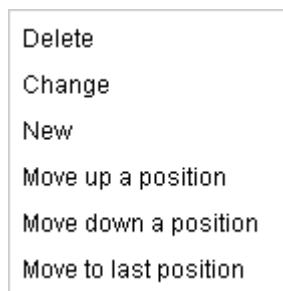 Delete
Change
New
Move up a position
Move down a position
Move to last position